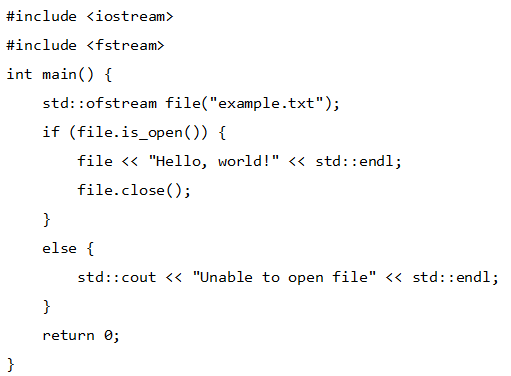 #include <iostream>
#include <fstream>
int main() {
    std::ofstream file("example.txt");
    if (file.is_open()) {
        file << "Hello, world!" << std::endl;
        file.close();
    }
    else {
        std::cout << "Unable to open file" << std::endl;
    }
    return 0;
}